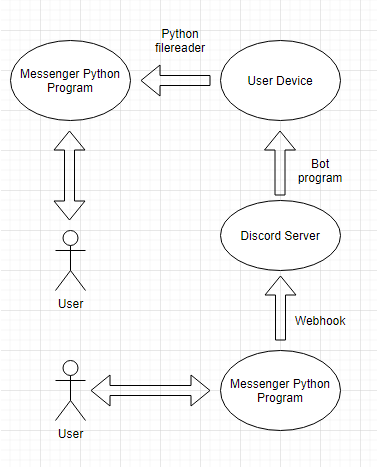 Python
filereader
Messenger Python
Program
User Device
Bot
program
Discord Server
User
Webhook
Messenger Python
Program
User